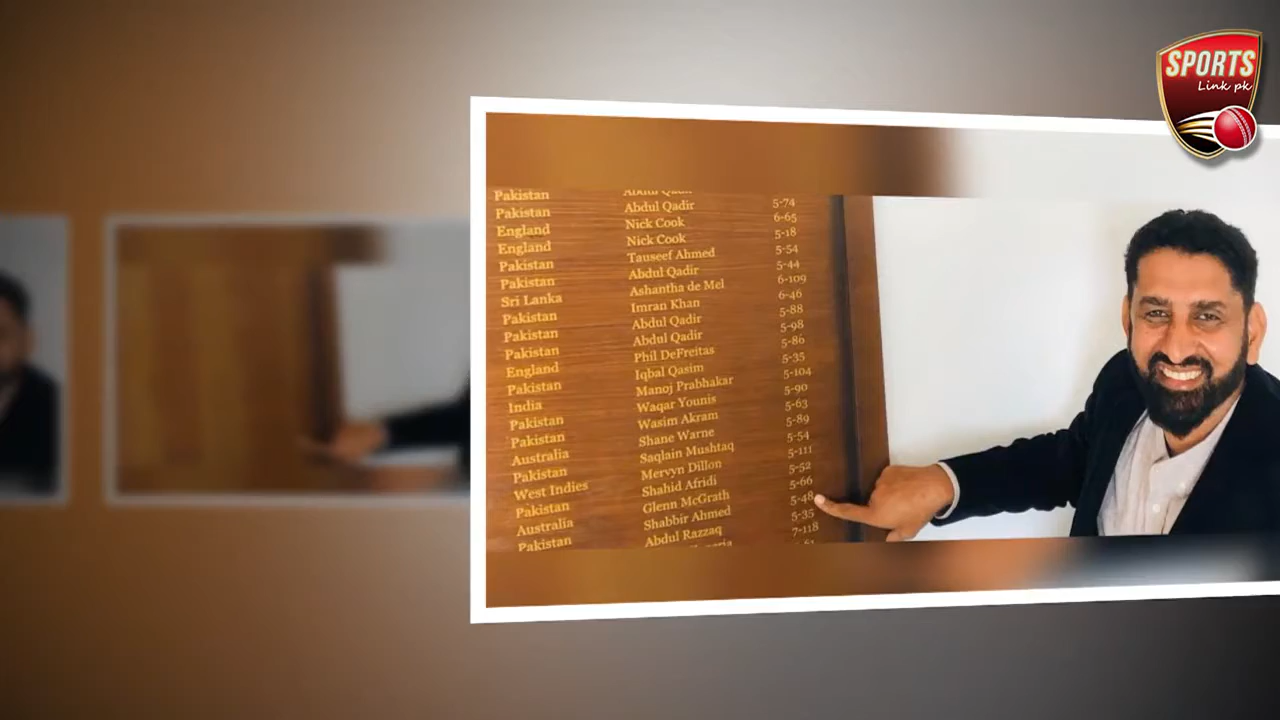 SPORTS
Link pk
Pakistan Abdul Qadir
Pakistan Abdul Qadir 5-74
England Nick Cook 6-65
England Nick Cook 5-18
Pakistan Tauseef Ahmed 5-54
Pakistan Abdul Qadir 5-44
Sri Lanka Ashantha de Mel 6-109
Pakistan Imran Khan 6-46
Pakistan Abdul Qadir 5-88
Pakistan Abdul Qadir 5-98
England Phil DeFreitas 5-86
Pakistan Iqbal Qasim 5-35
India Manoj Prabhakar 5-104
Pakistan Waqar Younis 5-90
Pakistan Wasim Akram 5-63
Australia Shane Warne 5-89
Pakistan Saqlain Mushtaq 5-54
West Indies Mervyn Dillon 5-111
Pakistan Shahid Afridi 5-52
Australia Glenn McGrath 5-66
Pakistan Shabbir Ahmed 5-48
Abdul Razzaq 5-35
7-118